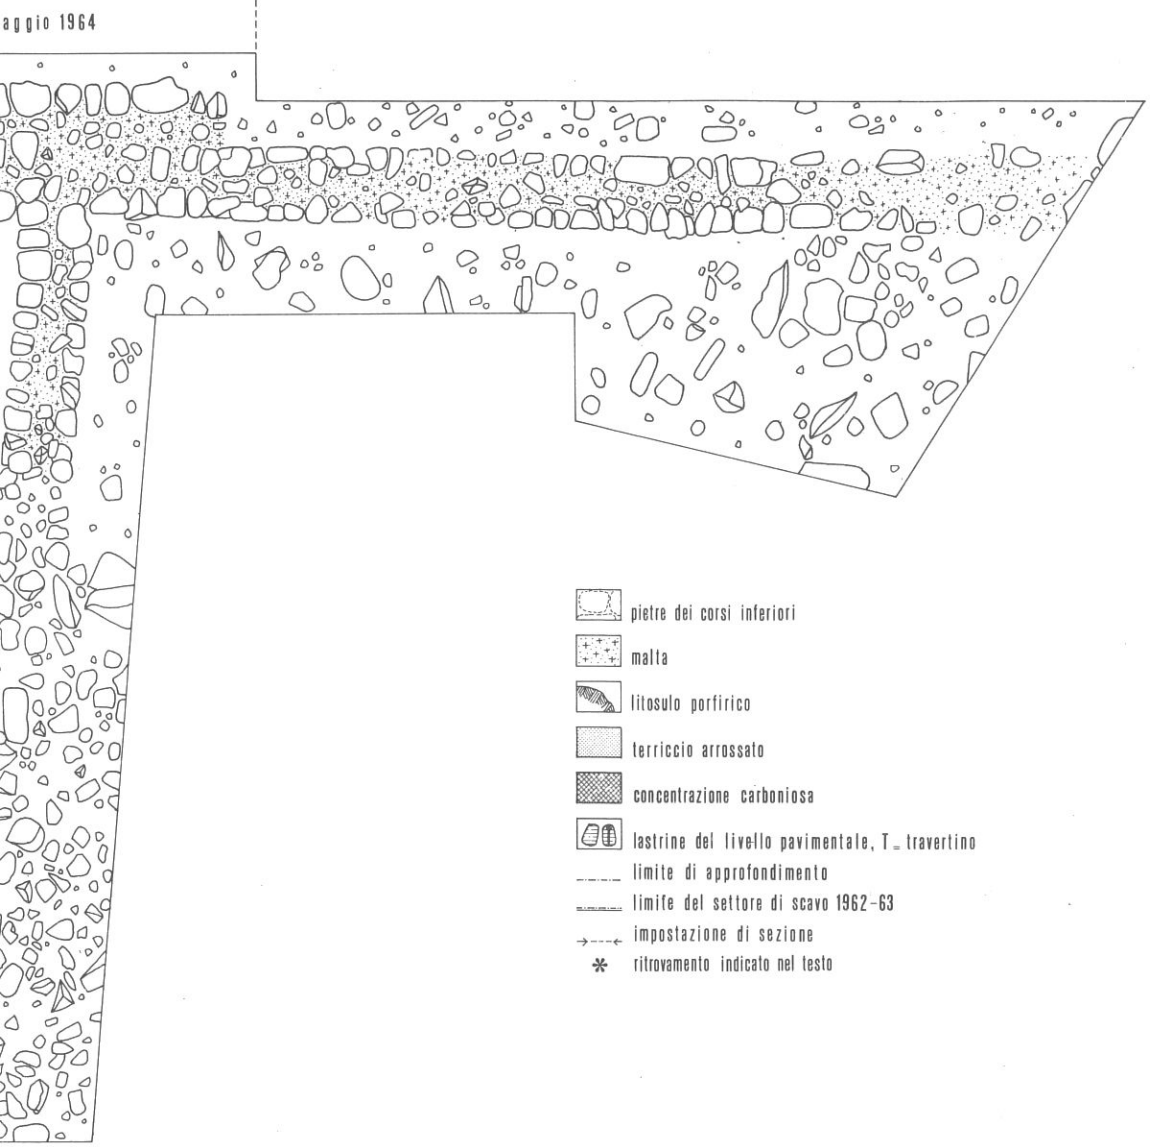 aggio 1964
pietre dei corsi inferiori
malta
litosulo porfirico
terriccio arrossato
concentrazione carboniosa
lastrine del livello pavimentale, T = travertino
limite di approfondimento
limite del settore di scavo 1962-63
impostazione di sezione
* ritrovamento indicato nel testo